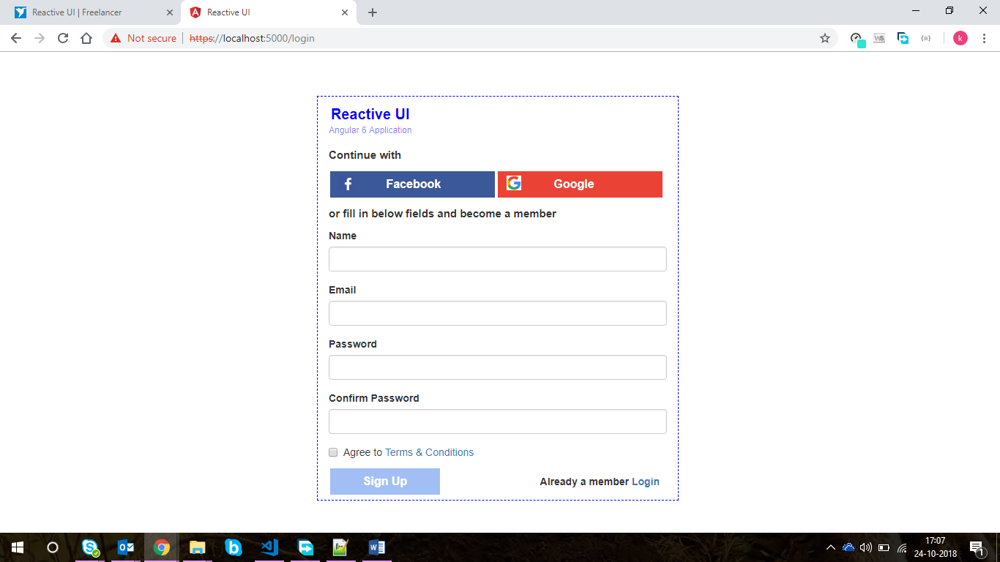 Reactive UI | Freelancer
Reactive UI
Not secure
https://localhost:5000/login
k
Reactive UI
Angular 6 Application
Continue with
Facebook
Google
or fill in below fields and become a member
Name
Email
Password
Confirm Password
Agree to Terms & Conditions
Sign Up
Already a member Login
17:07
24-10-2018
1